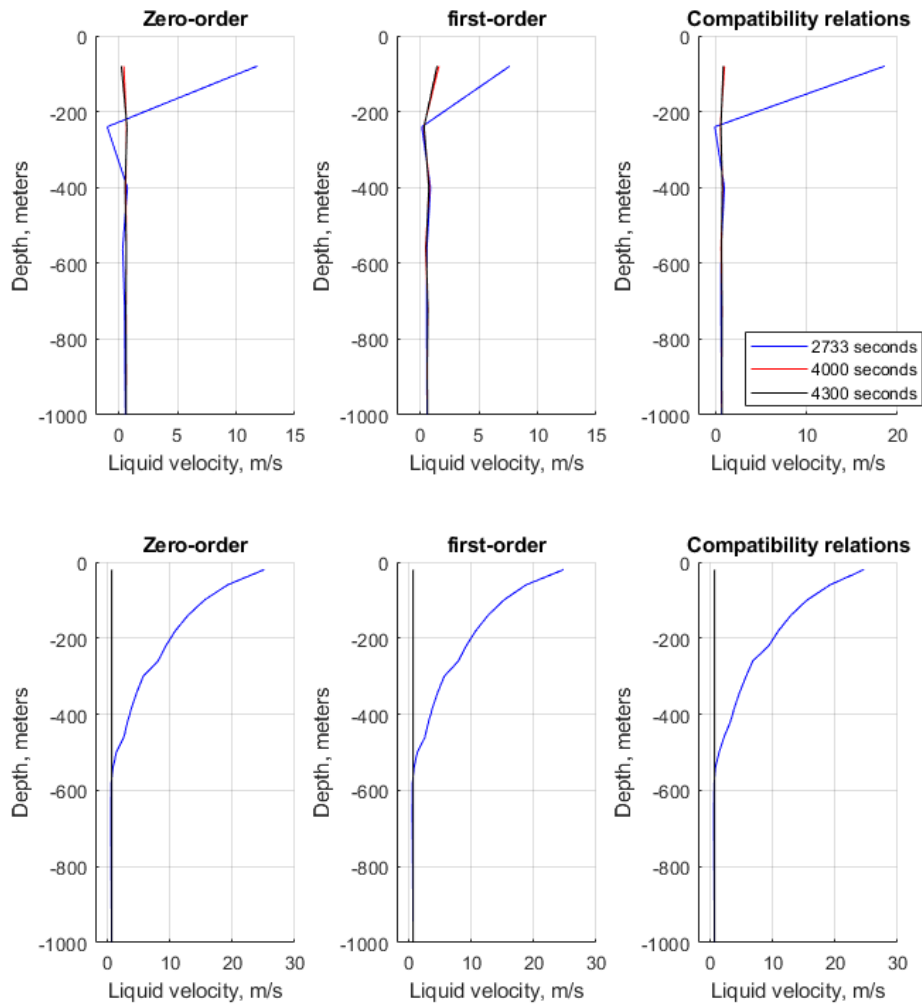 Zero-order
first-order
Compatibility relations
0
-200
-400
-600
-800
-1000
0
5
10
15
Depth, meters
Liquid velocity, m/s
0
-200
-400
-600
-800
-1000
0
5
10
15
Depth, meters
Liquid velocity, m/s
0
-200
-400
-600
-800
-1000
0
10
20
Depth, meters
Liquid velocity, m/s
2733 seconds
4000 seconds
4300 seconds
Zero-order
first-order
Compatibility relations
0
-200
-400
-600
-800
-1000
0
10
20
30
Depth, meters
Liquid velocity, m/s
0
-200
-400
-600
-800
-1000
0
10
20
30
Depth, meters
Liquid velocity, m/s
0
-200
-400
-600
-800
-1000
0
10
20
30
Depth, meters
Liquid velocity, m/s